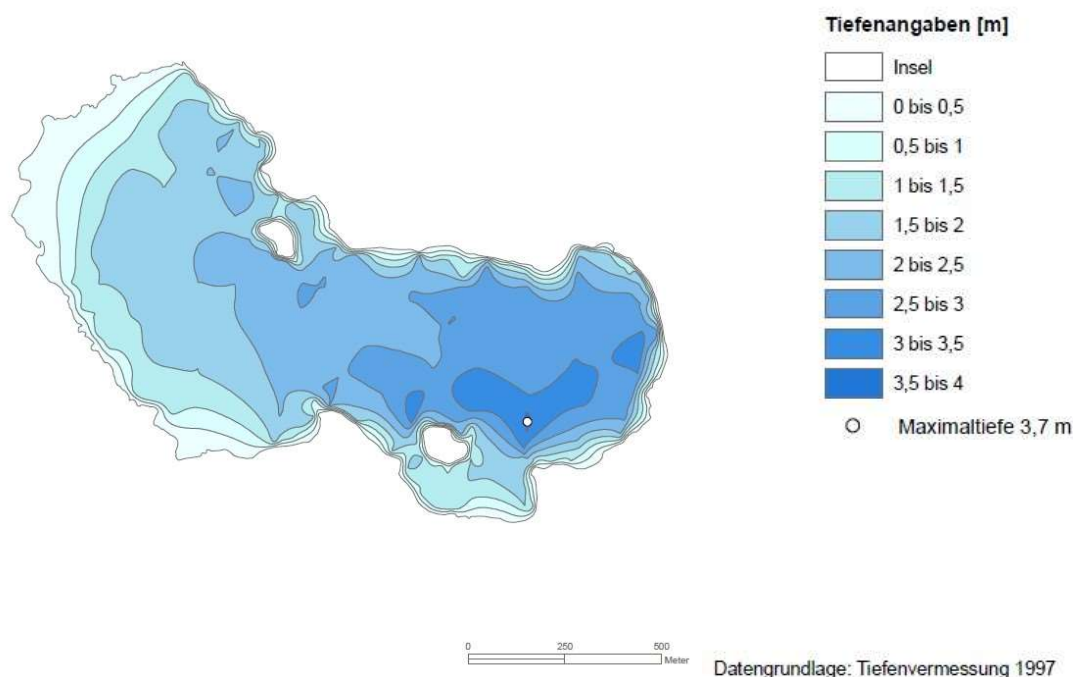 Tiefenangaben [m]
Insel
0 bis 0,5
0,5 bis 1
1 bis 1,5
1,5 bis 2
2 bis 2,5
2,5 bis 3
3 bis 3,5
3,5 bis 4
Maximaltiefe 3,7 m
0 250 500
Meter
Datengrundlage: Tiefenvermessung 1997